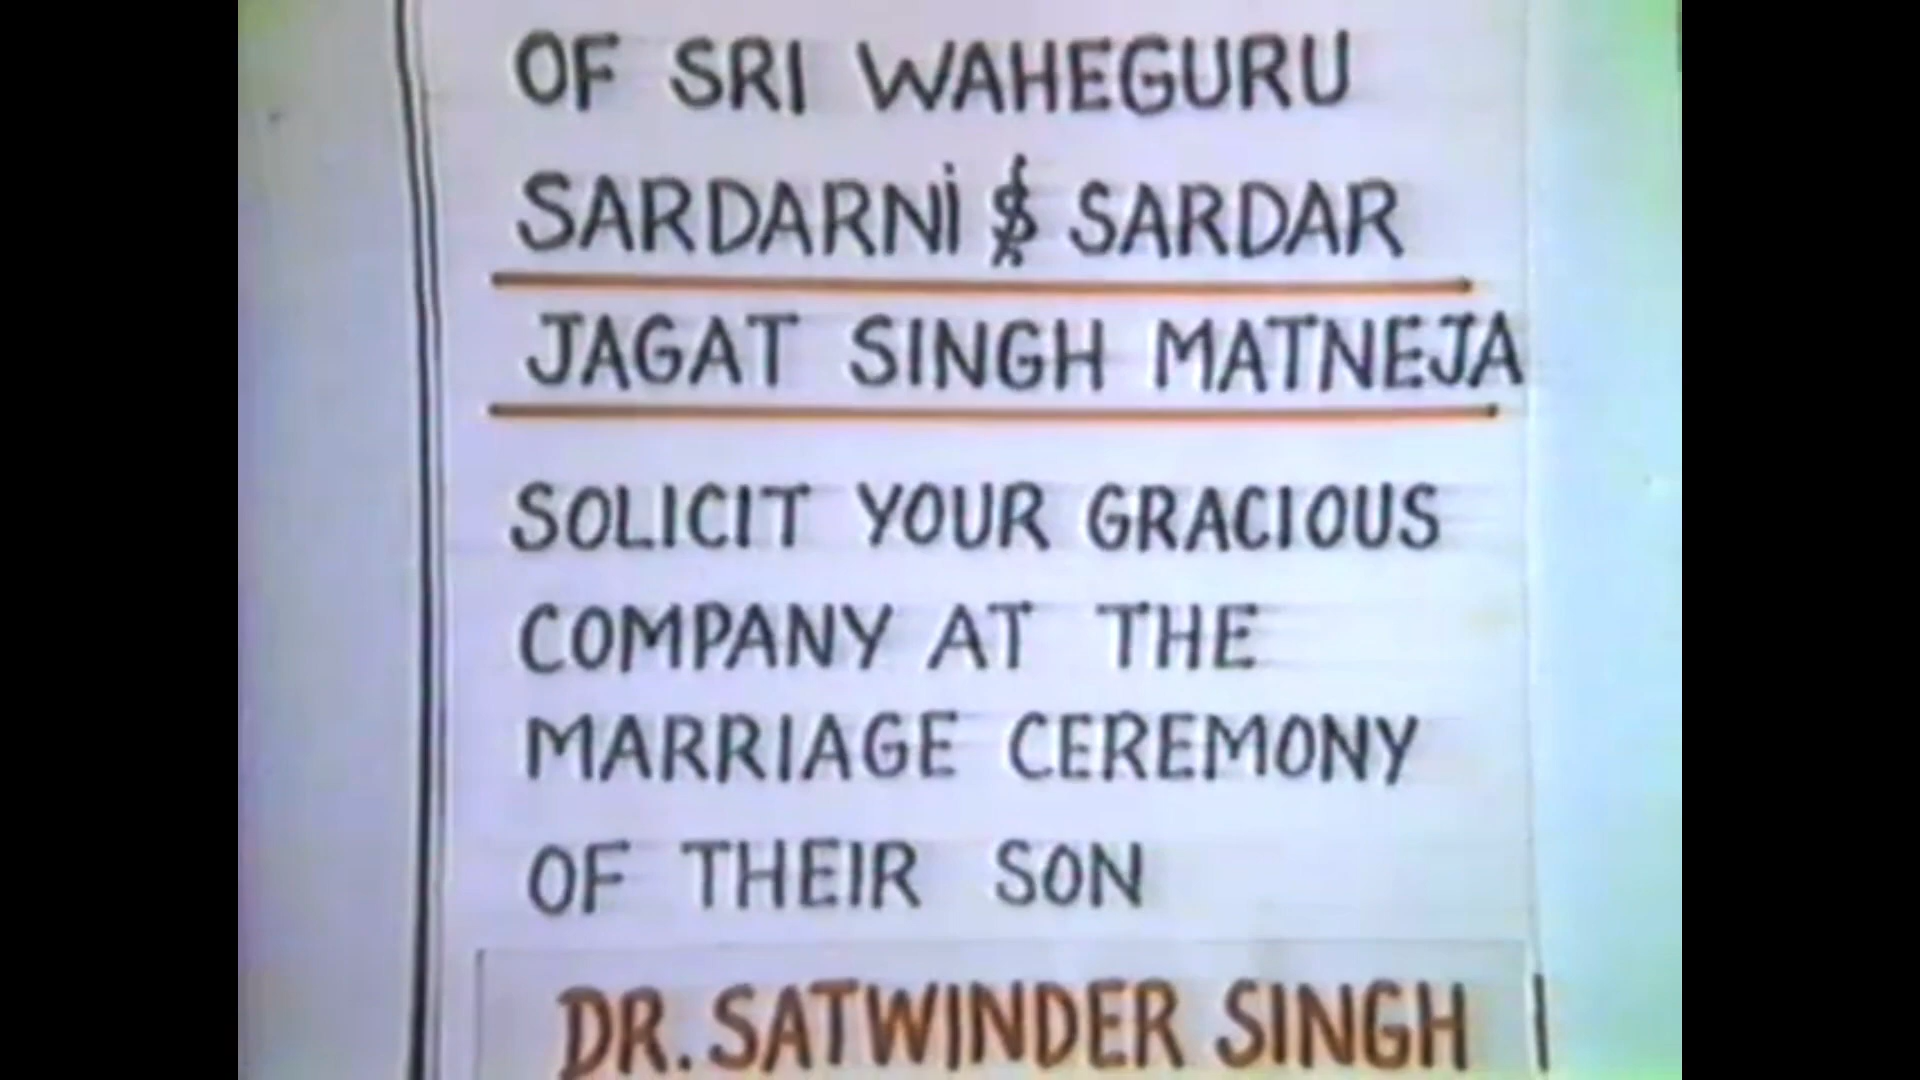 OF SRI WAHEGURU
SARDARNi & SARDAR
JAGAT SINGH MATNEJA
SOLICIT YOUR GRACIOUS
COMPANY AT THE
MARRIAGE CEREMONY
OF THEIR SON
DR. SATWINDER SINGH